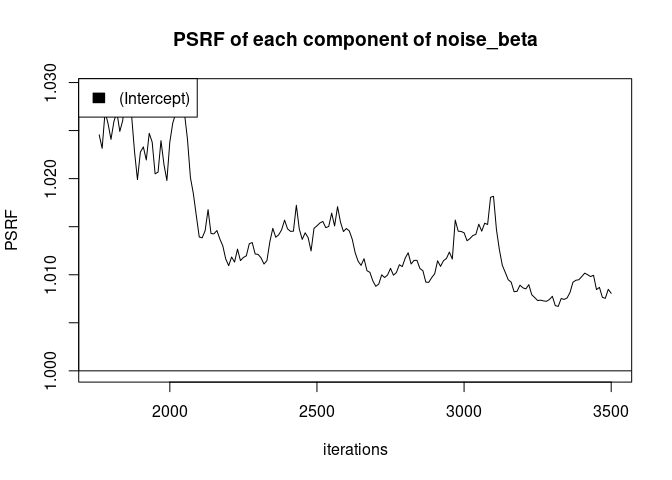 PSRF of each component of noise_beta
(Intercept)
PSRF
1.030
1.020
1.010
1.000
2000 2500 3000 3500
iterations